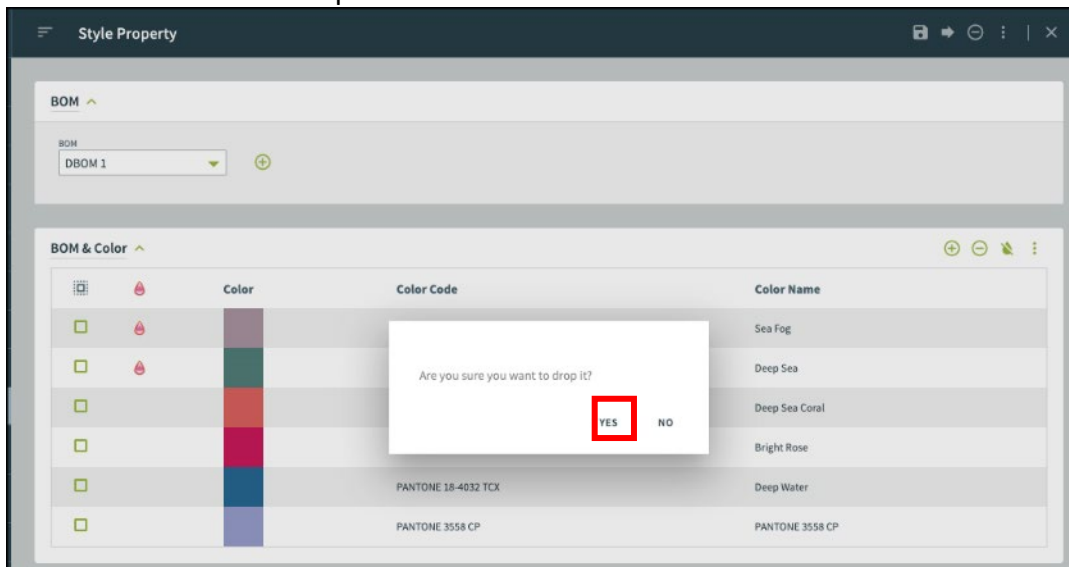 Style Property
BOM
BOM
DBOM 1
BOM & Color
Color Color Code Color Name
Sea Fog
Deep Sea
Are you sure you want to drop it?
Deep Sea Coral
YES NO
Bright Rose
PANTONE 18-4032 TCX Deep Water
PANTONE 3558 CP PANTONE 3558 CP